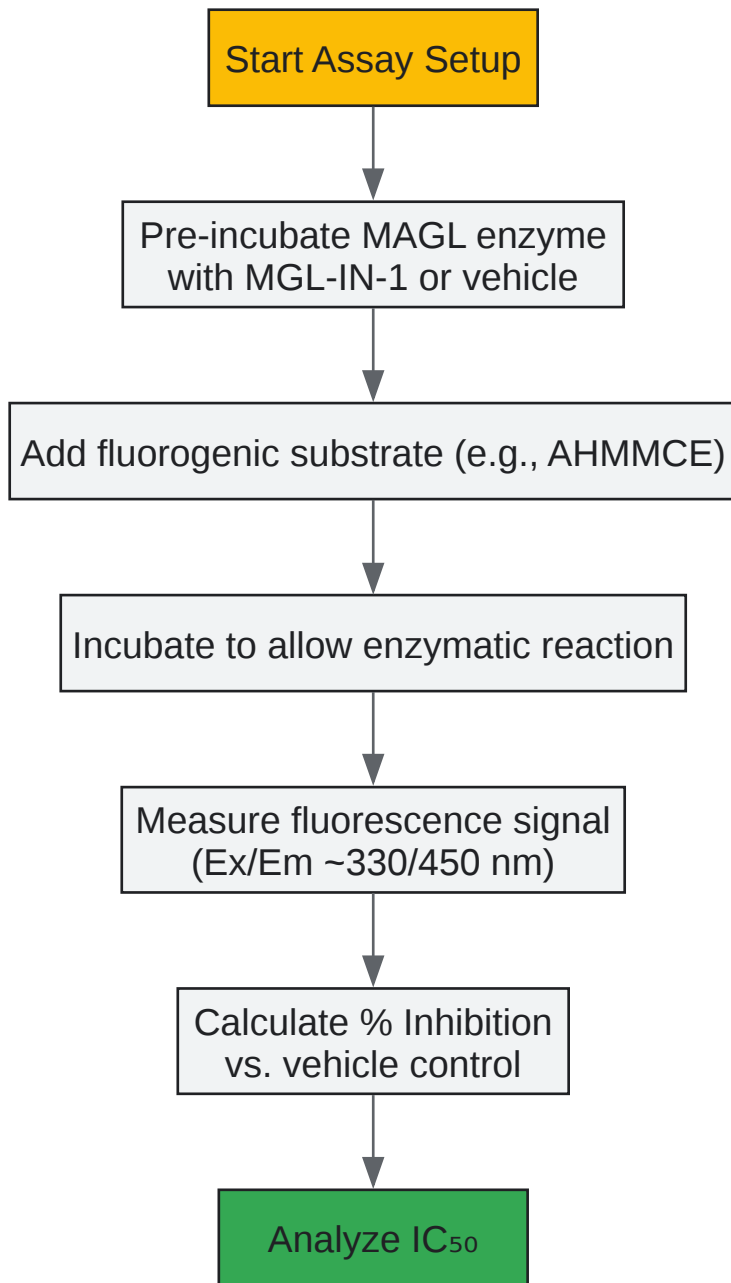 Start Assay Setup
Pre-incubate MAGL enzyme
with MGL-IN-1 or vehicle
Add fluorogenic substrate (e.g., AHMMCE)
Incubate to allow enzymatic reaction
Measure fluorescence signal
(Ex/Em ~330/450 nm)
Calculate % Inhibition
vs. vehicle control
Analyze IC₅₀